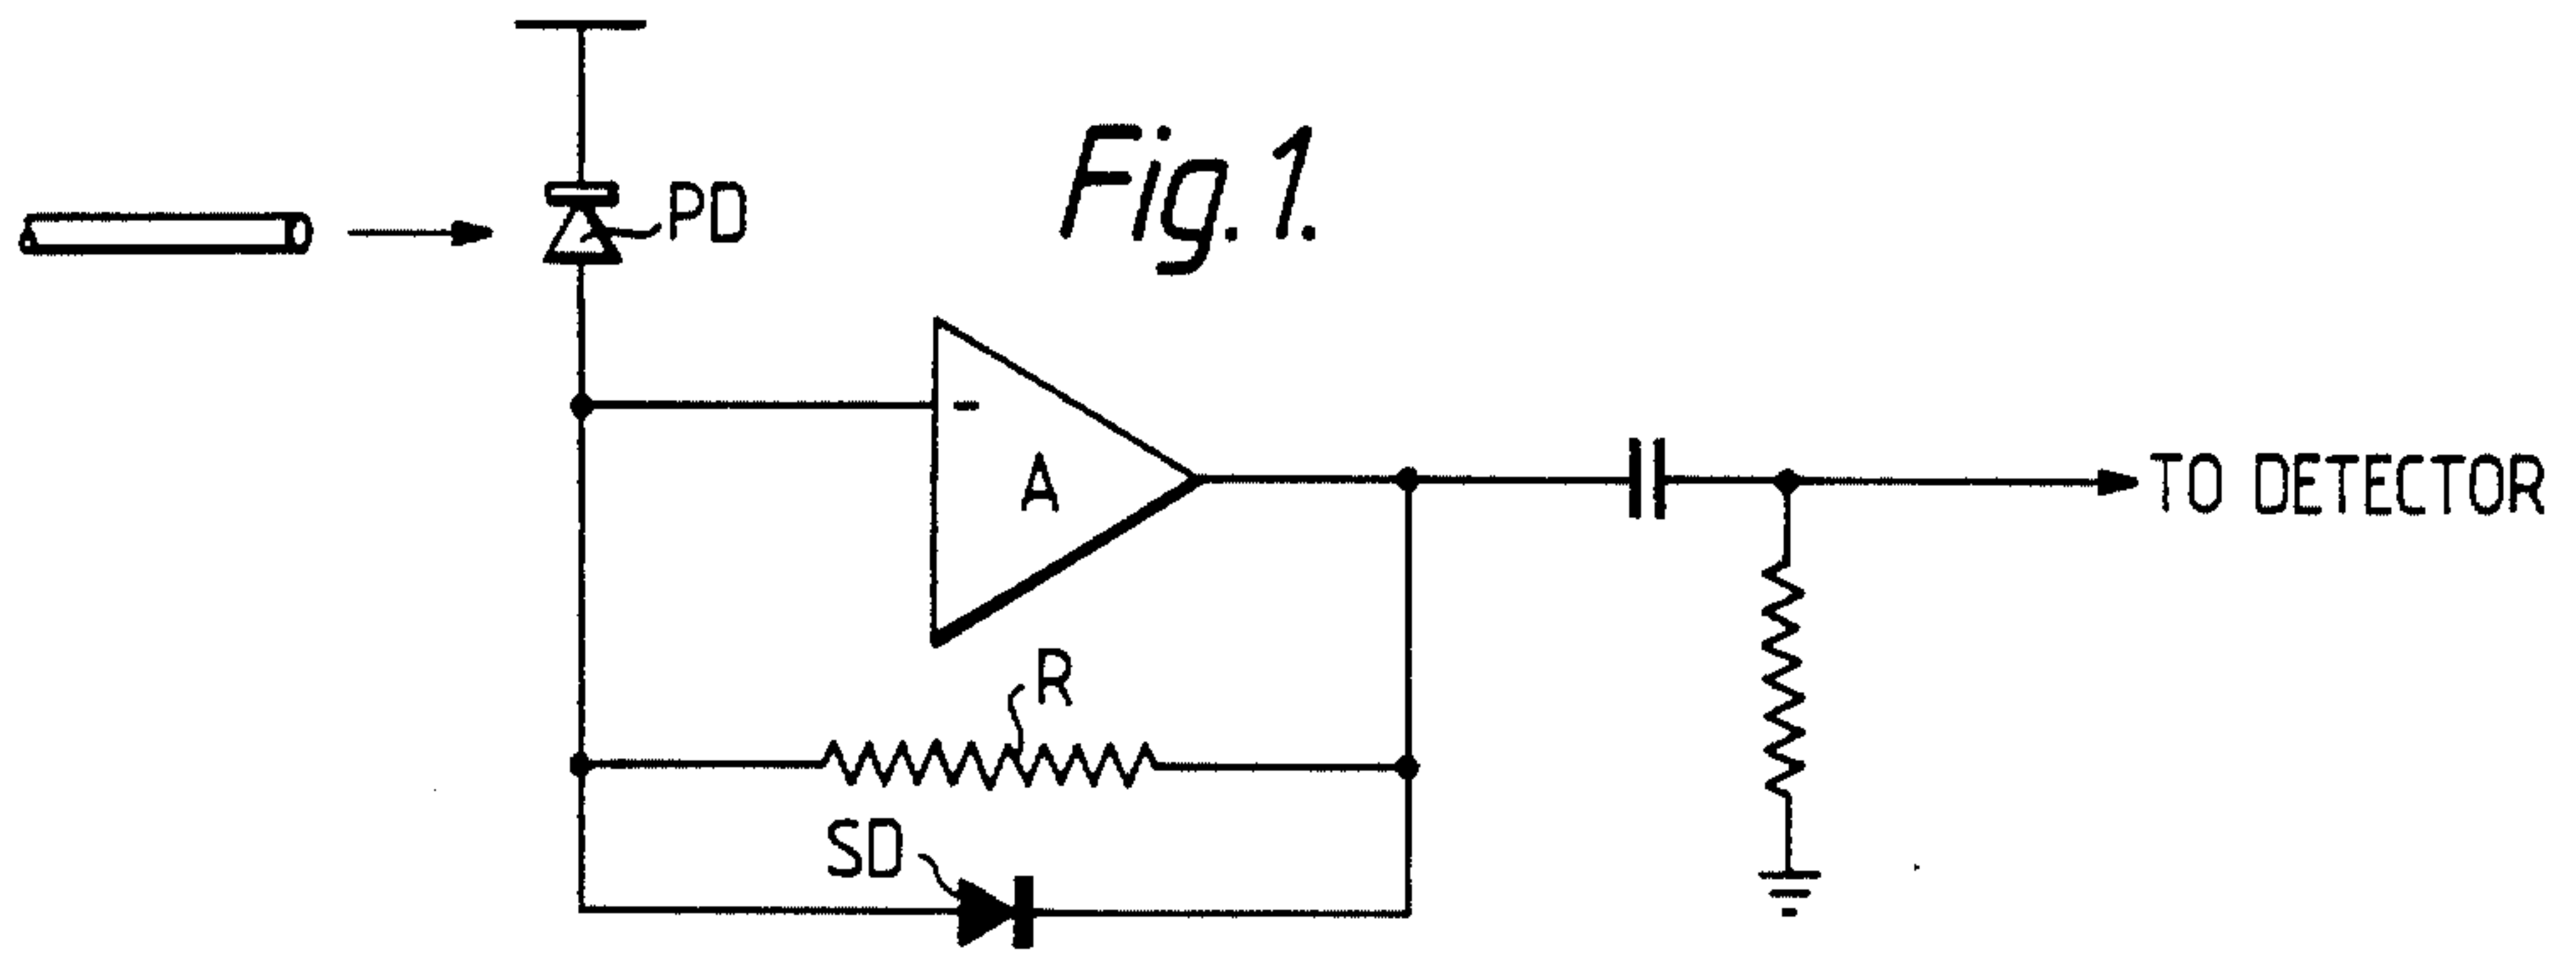 PD
Fig.1.
-
A
TO DETECTOR
R
SD